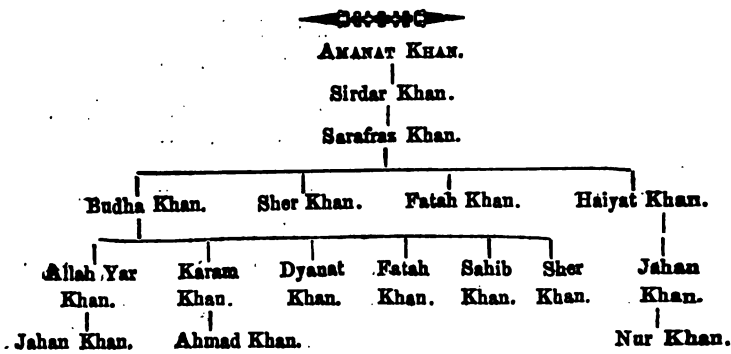 AMANAT KHAN.
Sirdar Khan.
Sarafraz Khan.
Budha Khan. Sher Khan. Fatah Khan. Haiyat Khan.
Allah Yar Karam Dyanat Fatah Sahib Sher Jahan
Khan. Khan. Khan. Khan. Khan. Khan. Khan.
Jahan Khan. Ahmad Khan. Nur Khan.